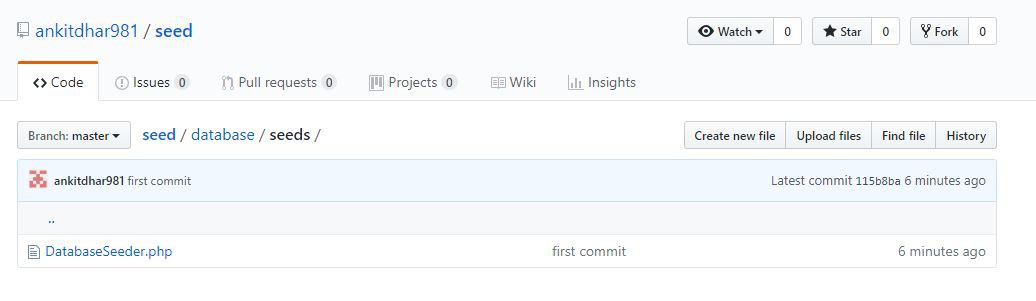 ankitdhar981 / seed Watch 0 Star 0 Fork 0
Code Issues 0 Pull requests 0 Projects 0 Wiki Insights
Branch: master seed / database / seeds / Create new file Upload files Find file History
ankitdhar981 first commit Latest commit 115b8ba 6 minutes ago
..
DatabaseSeeder.php first commit 6 minutes ago